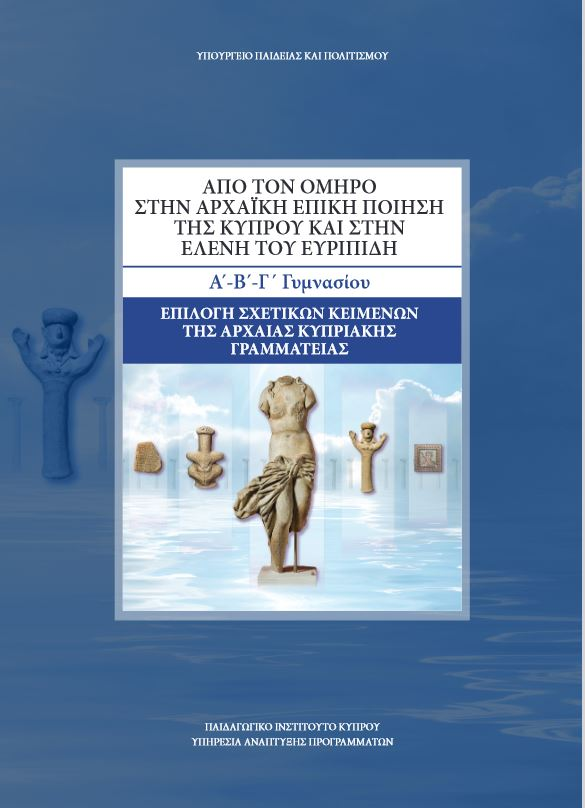 ΥΠΟΥΡΓΕΙΟ ΠΑΙΔΕΙΑΣ ΚΑΙ ΠΟΛΙΤΙΣΜΟΥ
ΑΠΟ ΤΟΝ ΟΜΗΡΟ
ΣΤΗΝ ΑΡΧΑΪΚΗ ΕΠΙΚΗ ΠΟΙΗΣΗ
ΤΗΣ ΚΥΠΡΟΥ ΚΑΙ ΣΤΗΝ
ΕΛΕΝΗ ΤΟΥ ΕΥΡΙΠΙΔΗ
Α΄-Β΄-Γ΄ Γυμνασίου
ΕΠΙΛΟΓΗ ΣΧΕΤΙΚΩΝ ΚΕΙΜΕΝΩΝ
ΤΗΣ ΑΡΧΑΙΑΣ ΚΥΠΡΙΑΚΗΣ
ΓΡΑΜΜΑΤΕΙΑΣ
ΠΑΙΔΑΓΩΓΙΚΟ ΙΝΣΤΙΤΟΥΤΟ ΚΥΠΡΟΥ
ΥΠΗΡΕΣΙΑ ΑΝΑΠΤΥΞΗΣ ΠΡΟΓΡΑΜΜΑΤΩΝ